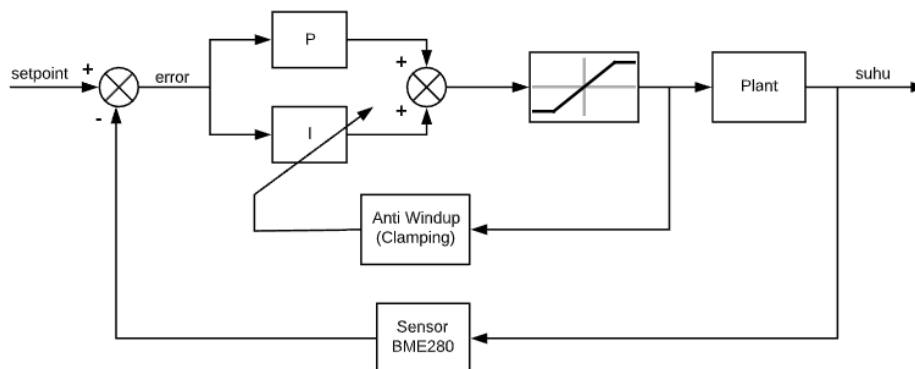 P
+
setpoint
+
error
-
I
+
Plant
suhu
Anti Windup
(Clamping)
Sensor
BME280